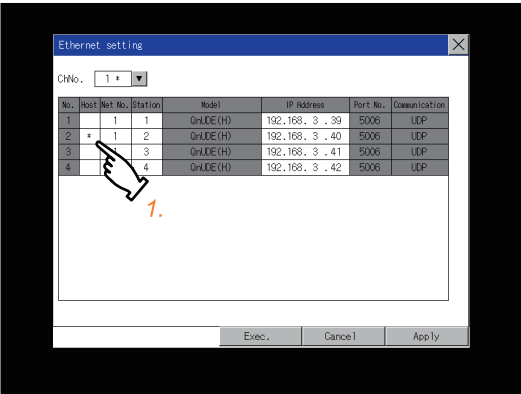 Ethernet setting
ChNo. 1 *
No. Host Net No. Station Model IP Address Port No. Communication
1 1 1 QnUDE(H) 192.168. 3 .39 5006 UDP
2 * 1 2 QnUDE(H) 192.168. 3 .40 5006 UDP
3 1 3 QnUDE(H) 192.168. 3 .41 5006 UDP
4 4 QnUDE(H) 192.168. 3 .42 5006 UDP
1.
Exec. Cancel Apply